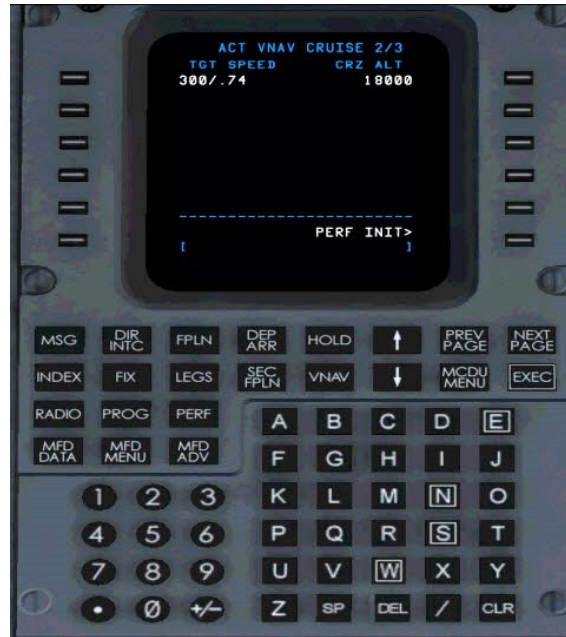 ACT VNAV CRUISE 2/3
TGT SPEED CRZ ALT
300/.74 18000
------------------------
PERF INIT>
[ ]
MSG DIR INTC FPLN DEP ARR HOLD ↑ PREV PAGE NEXT PAGE
INDEX FIX LEGS SEC FPLN VNAV ↓ MCDU MENU EXEC
RADIO PROG PERF
MFD DATA MFD MENU MFD ADV
A B C D E
F G H I J
1 2 3 K L M N O
4 5 6 P Q R S T
7 8 9 U V W X Y
• Ø +/- Z SP DEL / CLR